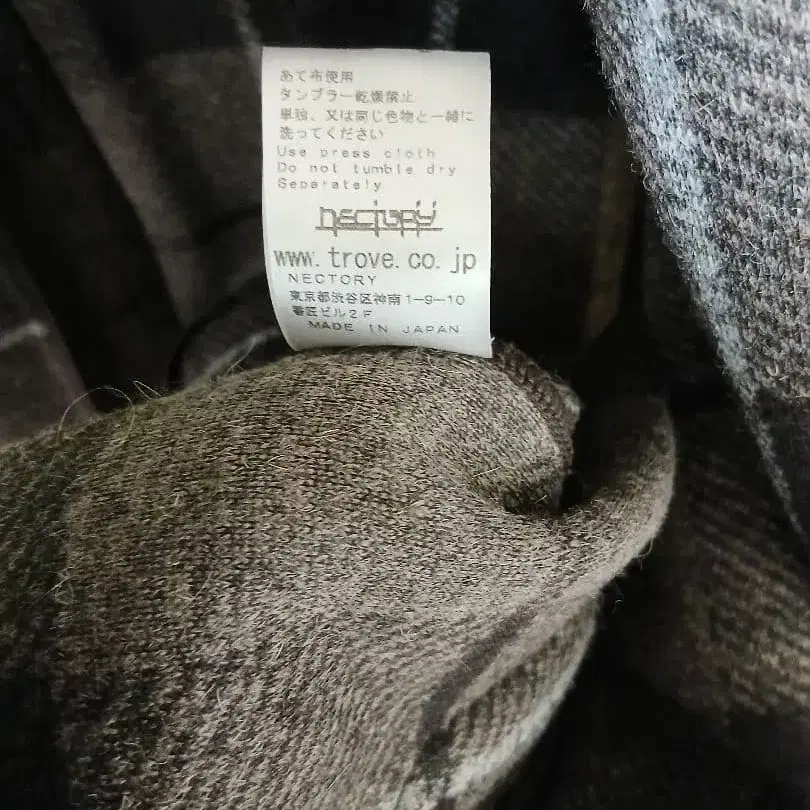 あて布使用
タンブラー乾燥禁止
単独、又は同じ色物と一緒に
洗ってください
Use press cloth
Do not tumble dry
Separately
nectory
www.trove.co.jp
NECTORY
東京都渋谷区神南1-9-10
番匠ビル2F
MADE IN JAPAN